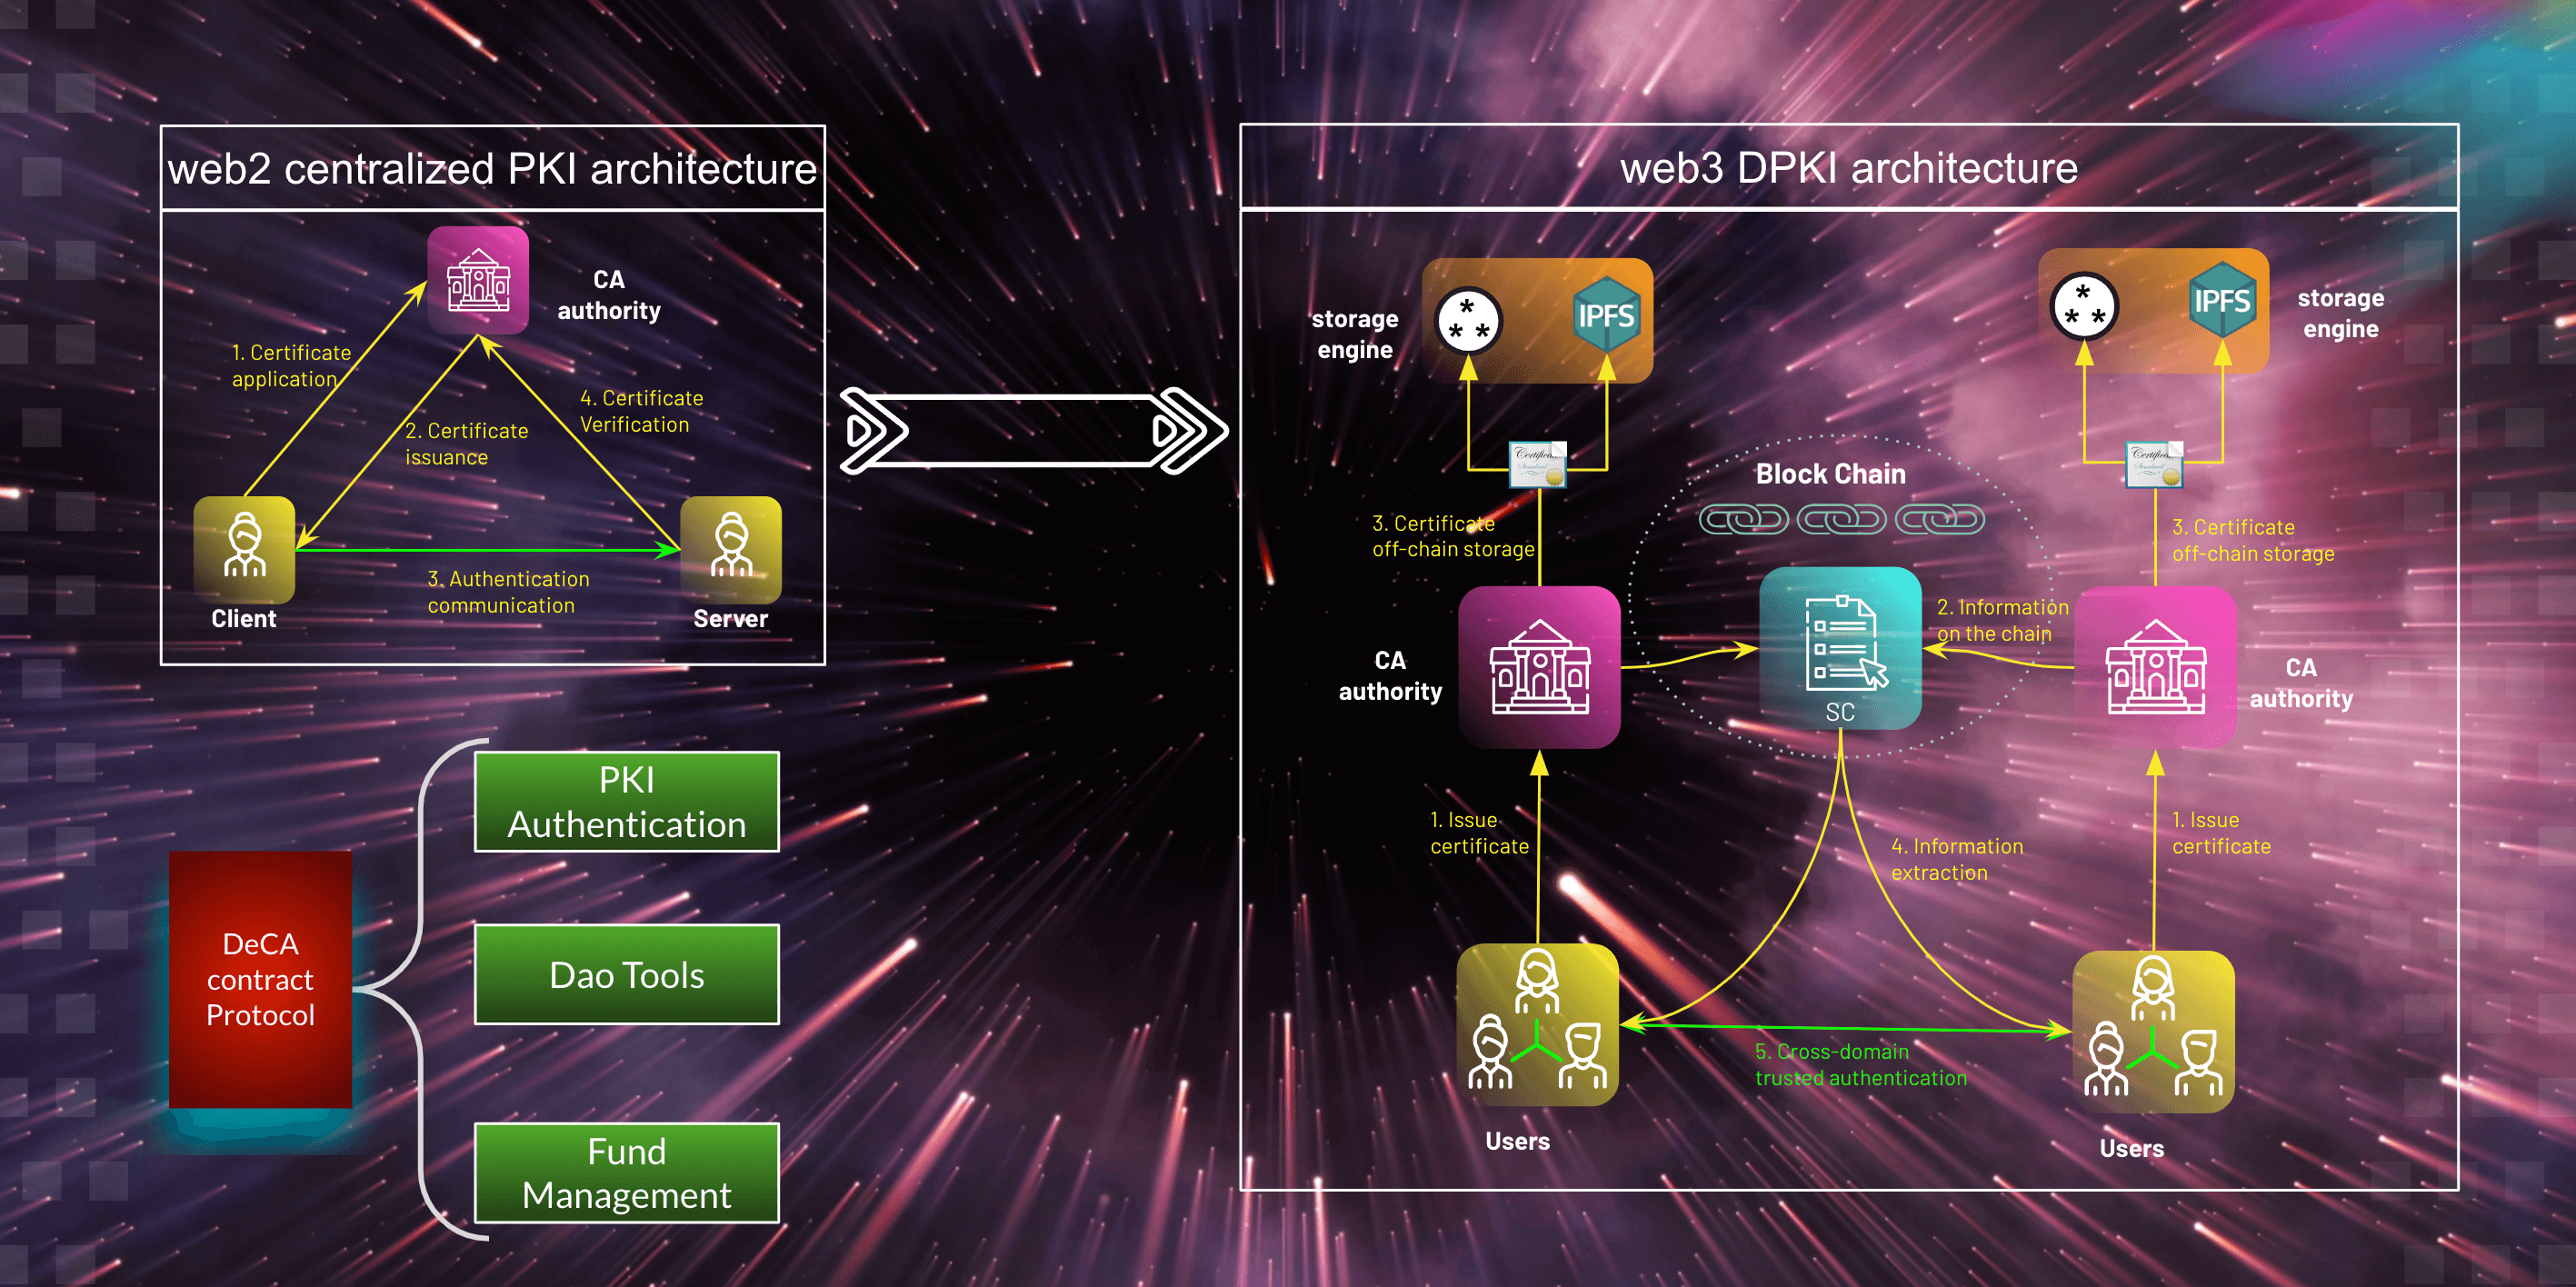 web2 centralized PKI architecture
CA
authority
1. Certificate
application
2. Certificate
issuance
4. Certificate
Verification
3. Authentication
communication
Client
Server
DeCA
contract
Protocol
PKI
Authentication
Dao Tools
Fund
Management
web3 DPKI architecture
storage
engine
* * *
IPFS
* * *
IPFS
storage
engine
Block Chain
3. Certificate
off-chain storage
3. Certificate
off-chain storage
2. Information
on the chain
CA
authority
SC
CA
authority
1. Issue
certificate
4. Information
extraction
1. Issue
certificate
5. Cross-domain
trusted authentication
Users
Users